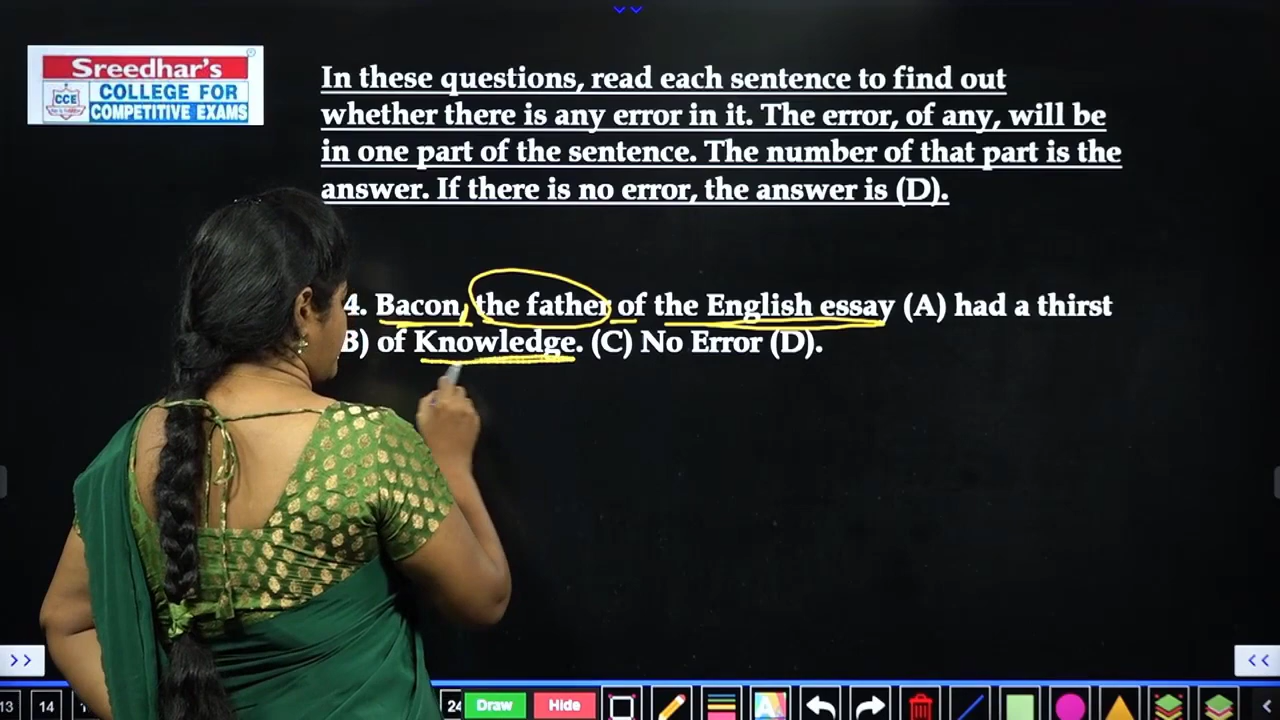 Sreedhar's
CCE
COLLEGE FOR
COMPETITIVE EXAMS
In these questions, read each sentence to find out
whether there is any error in it. The error, of any, will be
in one part of the sentence. The number of that part is the
answer. If there is no error, the answer is (D).
4. Bacon, the father of the English essay (A) had a thirst
B) of Knowledge. (C) No Error (D).
>>
<<
13
14
24
Draw
Hide
A
<